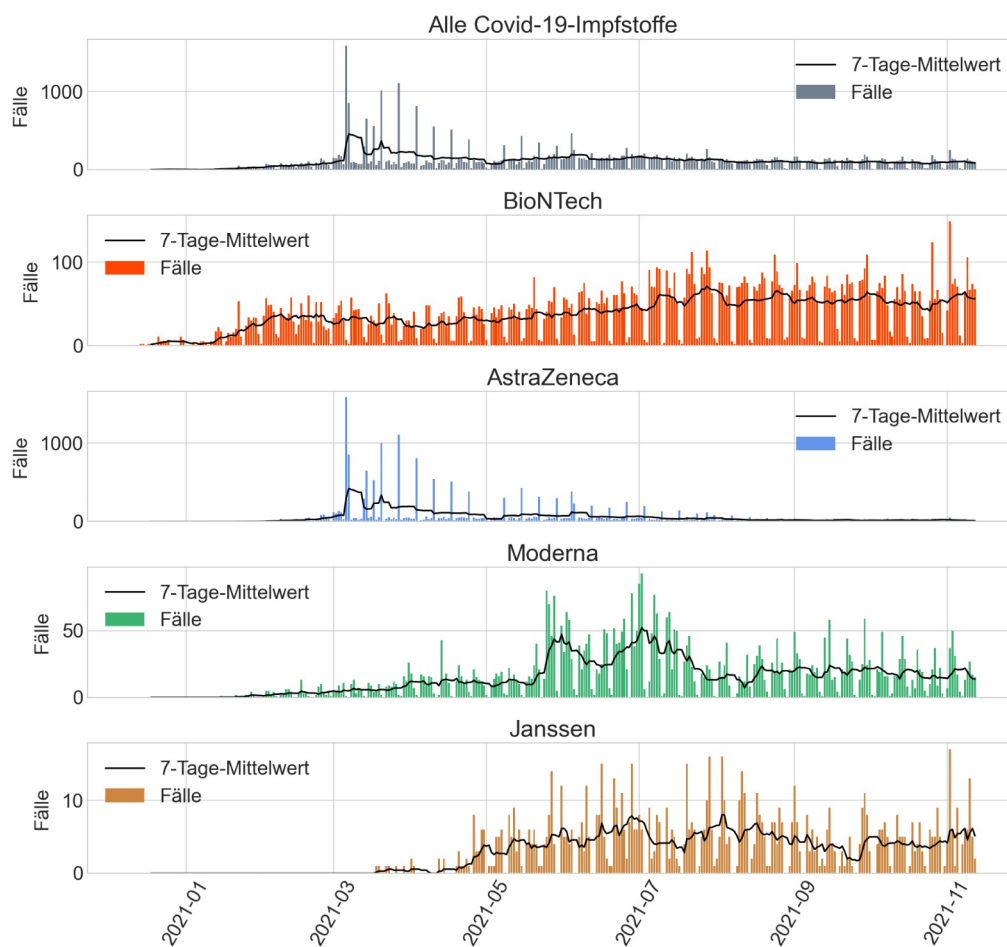 Alle Covid-19-Impfstoffe
Fälle
1000
0
7-Tage-Mittelwert
Fälle
BioNTech
Fälle
100
0
7-Tage-Mittelwert
Fälle
AstraZeneca
Fälle
1000
0
7-Tage-Mittelwert
Fälle
Moderna
Fälle
50
0
7-Tage-Mittelwert
Fälle
Janssen
Fälle
10
0
7-Tage-Mittelwert
Fälle
2021-01
2021-03
2021-05
2021-07
2021-09
2021-11